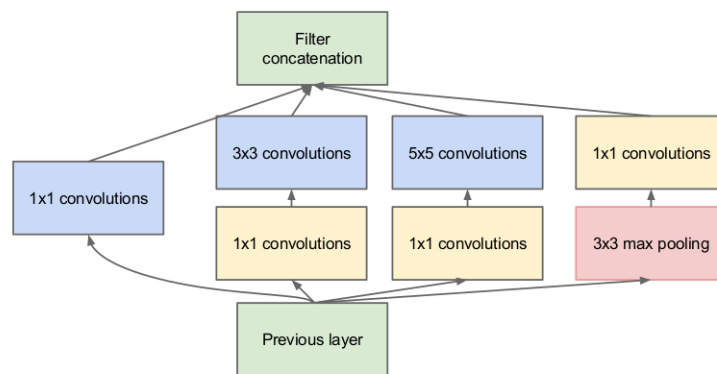 Filter
concatenation
3x3 convolutions
5x5 convolutions
1x1 convolutions
1x1 convolutions
1x1 convolutions
1x1 convolutions
3x3 max pooling
Previous layer